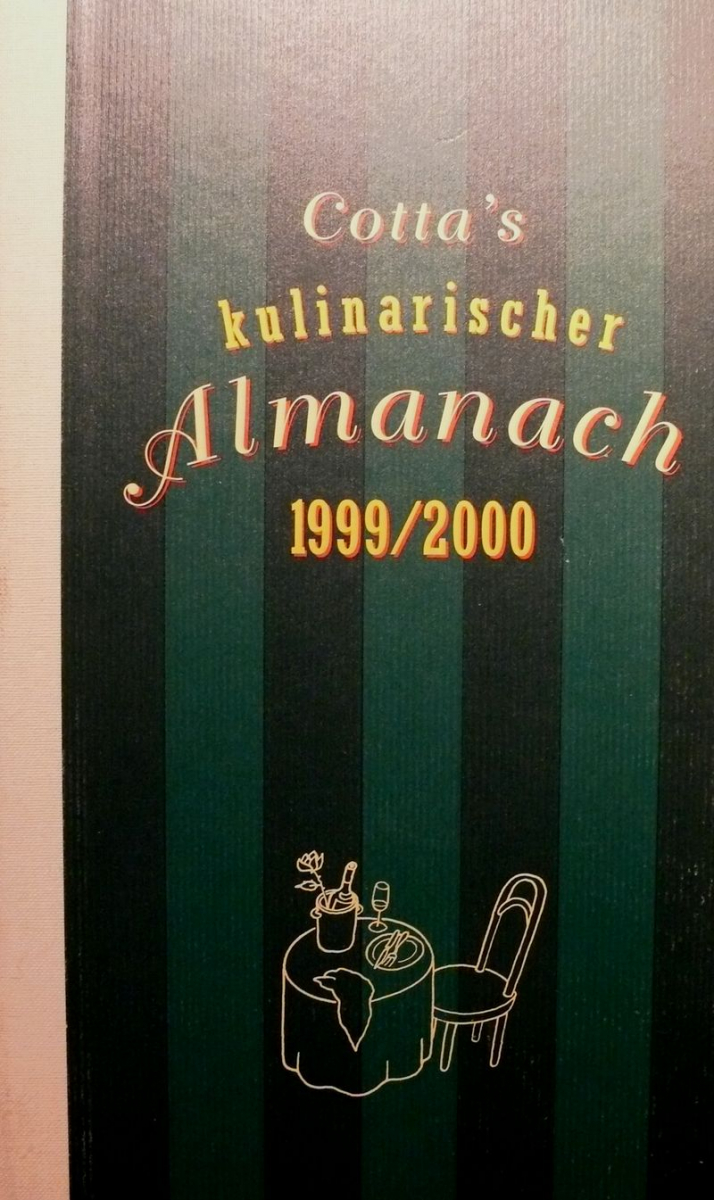 Cotta's
kulinarischer
Almanach
1999/2000